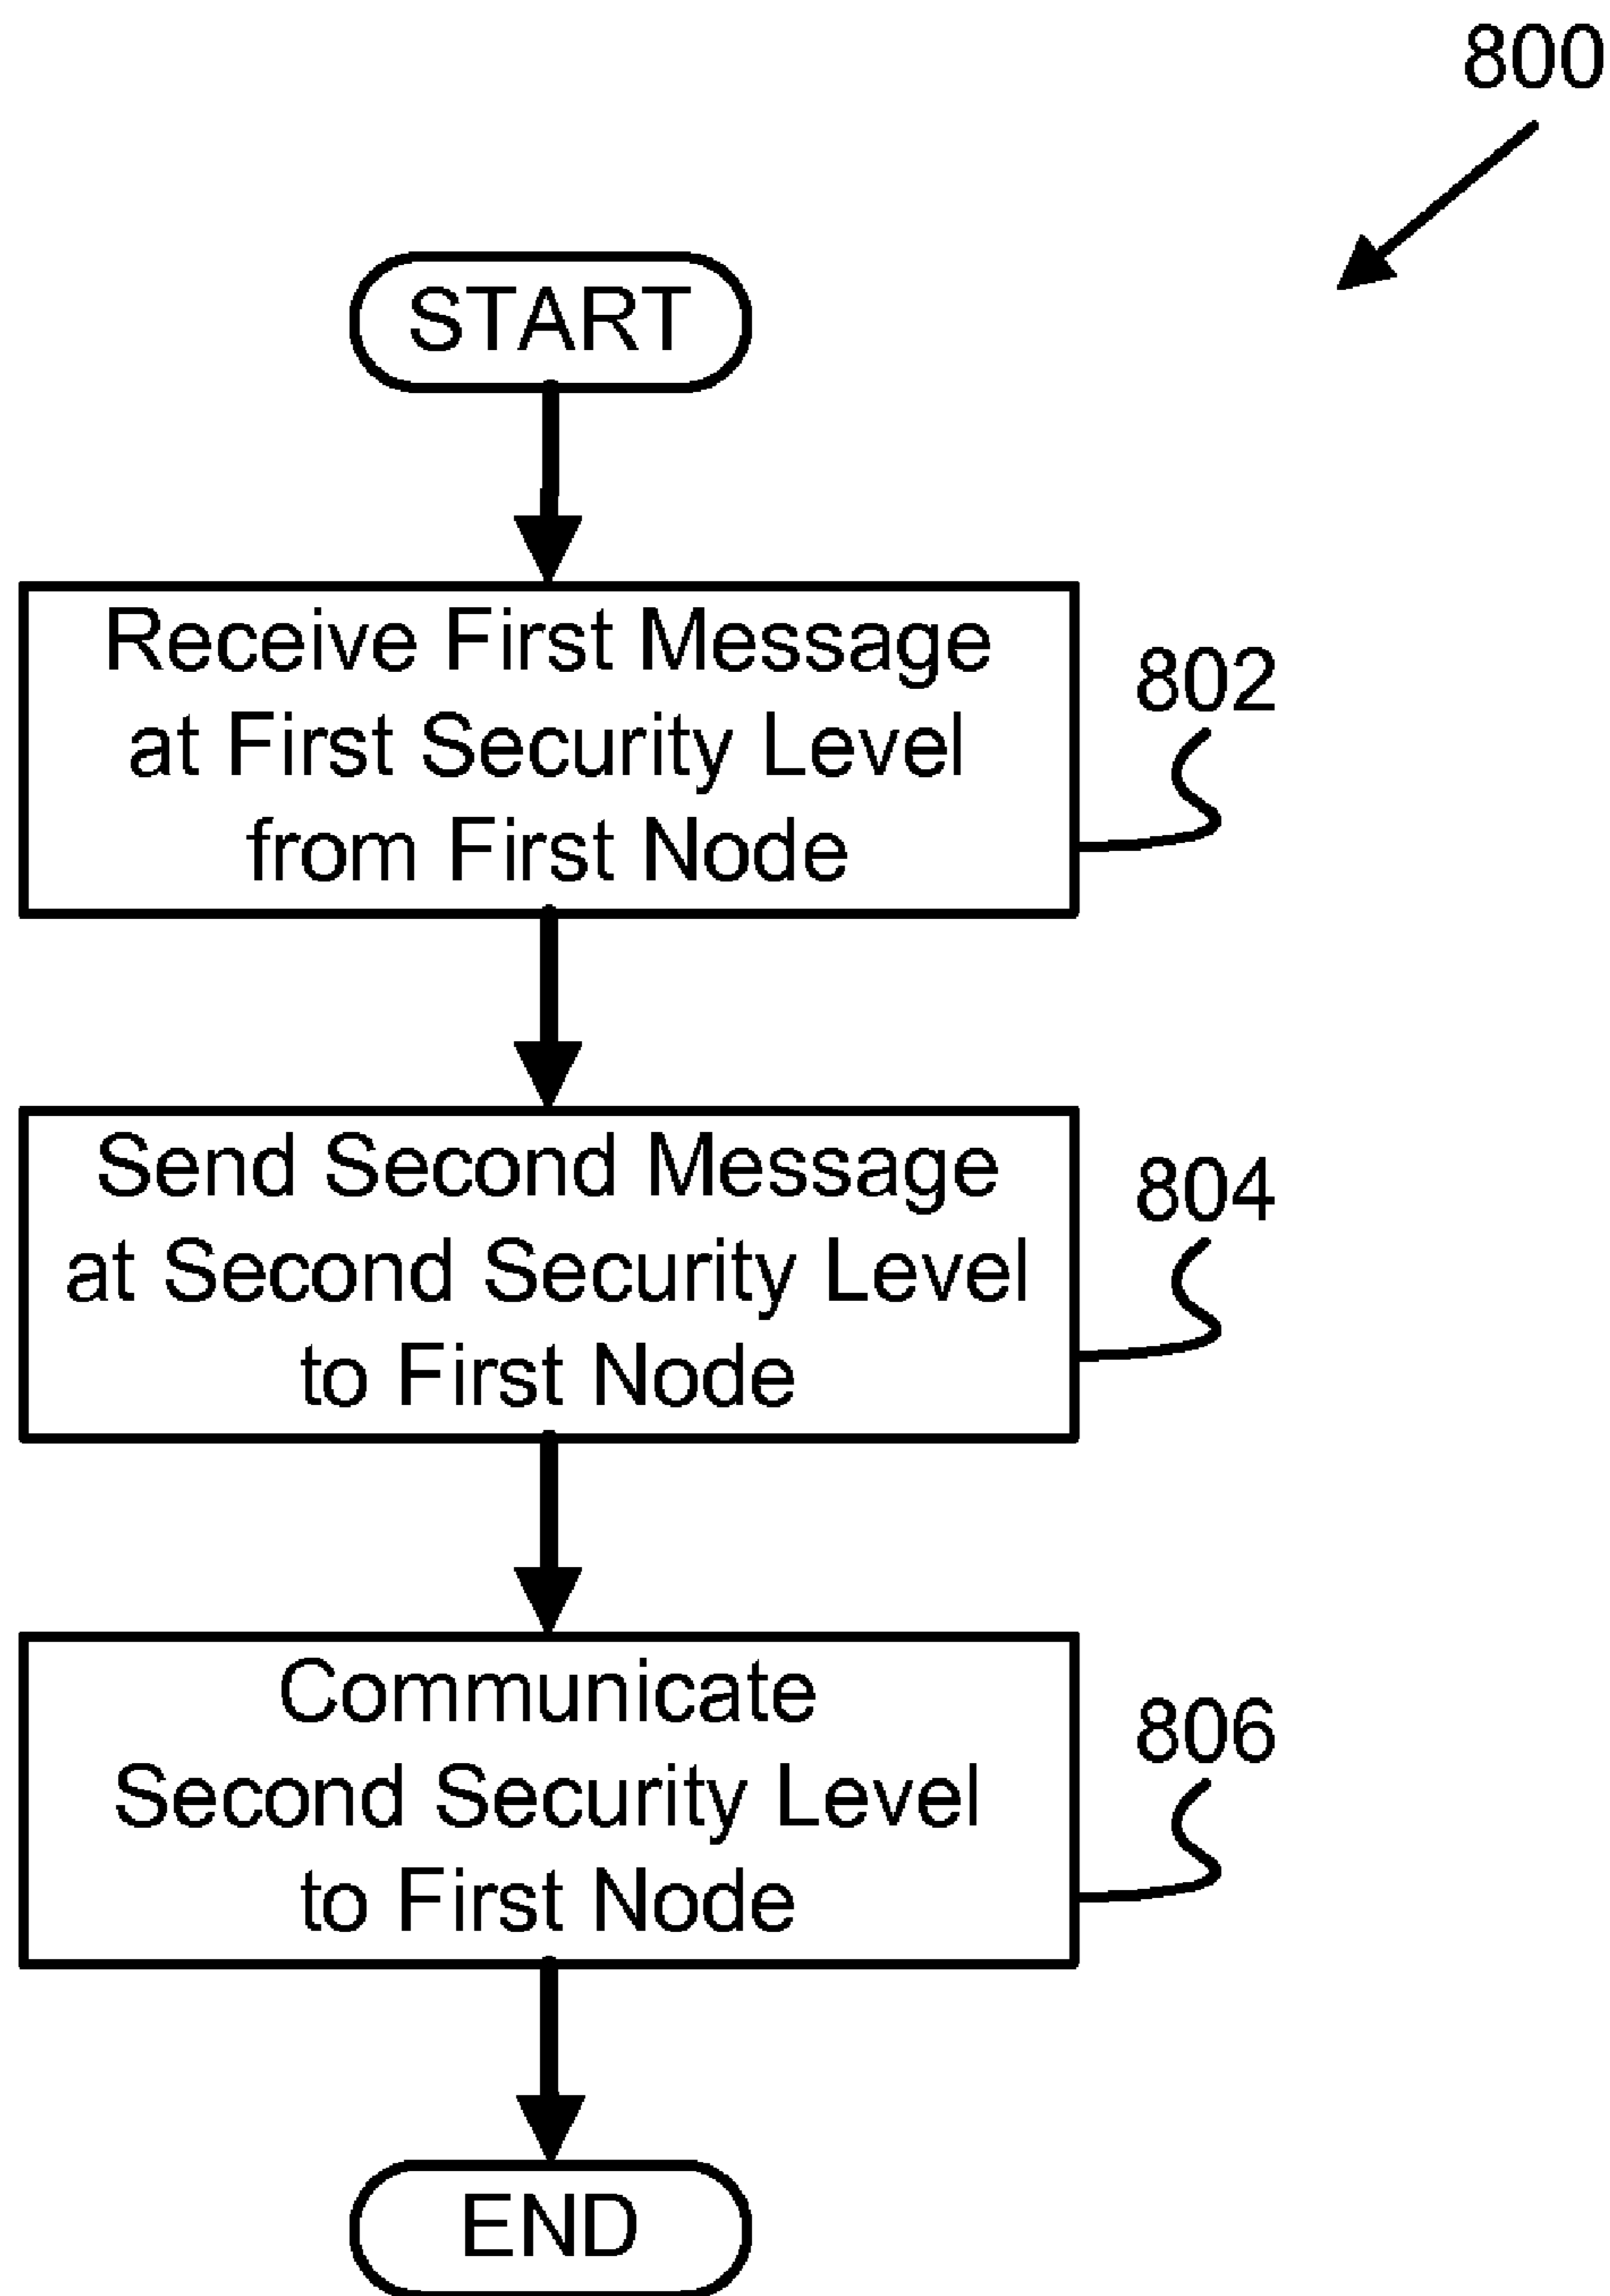 800
START
Receive First Message
at First Security Level
from First Node
802
Send Second Message
at Second Security Level
to First Node
804
Communicate
Second Security Level
to First Node
806
END